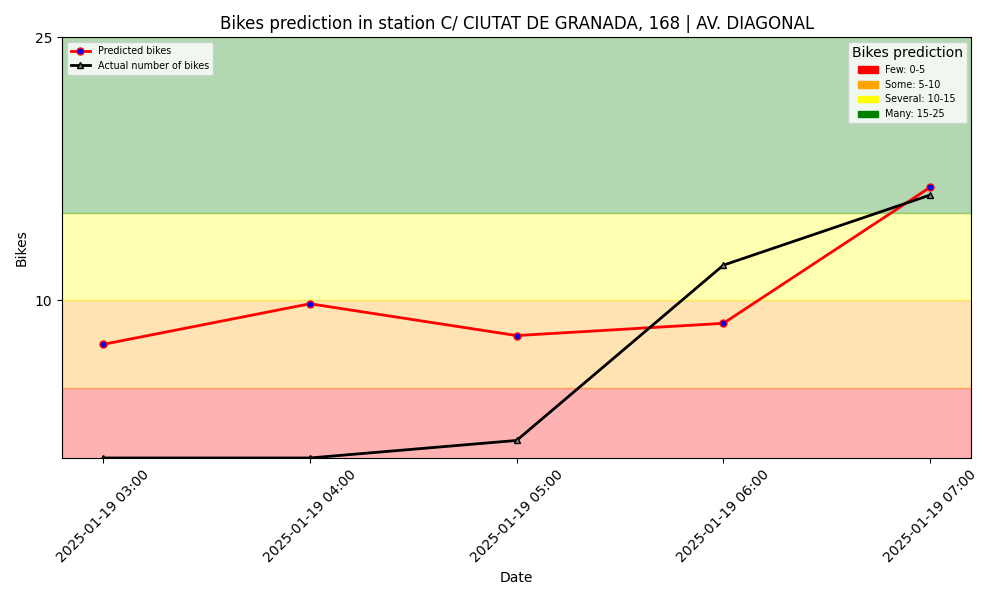 Bikes prediction in station C/ CIUTAT DE GRANADA, 168 | AV. DIAGONAL
25
10
Bikes
Predicted bikes
Actual number of bikes
Bikes prediction
Few: 0-5
Some: 5-10
Several: 10-15
Many: 15-25
2025-01-19 03:00
2025-01-19 04:00
2025-01-19 05:00
2025-01-19 06:00
2025-01-19 07:00
Date